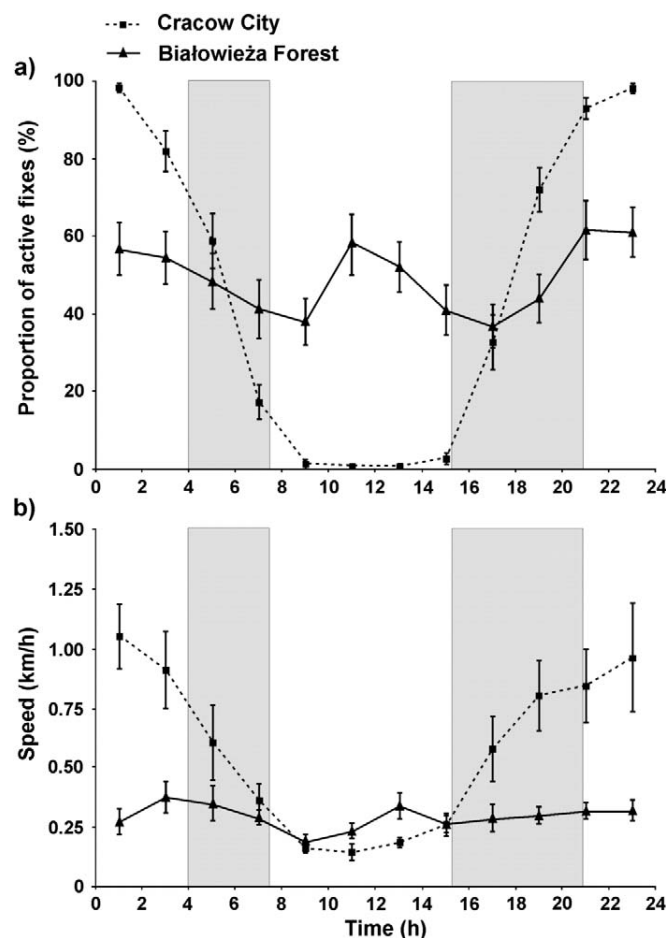 Cracow City
Białowieża Forest
a)
100
80
60
40
20
0
Proportion of active fixes (%)
0 2 4 6 8 10 12 14 16 18 20 22 24
b)
1.50
1.25
1.00
0.75
0.50
0.25
0
Speed (km/h)
0 2 4 6 8 10 12 14 16 18 20 22 24
Time (h)